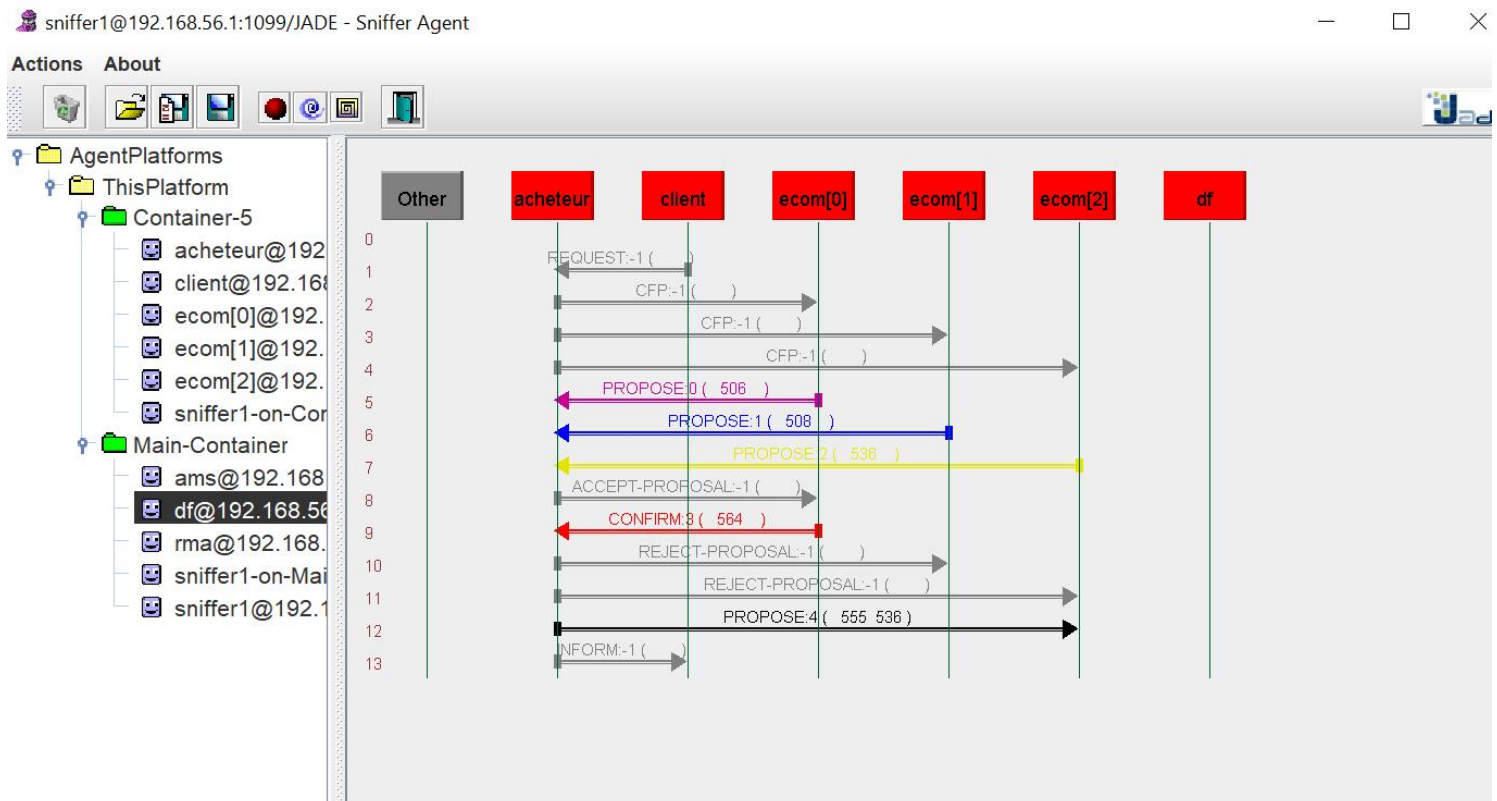 sniffer1@192.168.56.1:1099/JADE - Sniffer Agent
Actions About
AgentPlatforms
ThisPlatform
Container-5
acheteur@192
client@192.168
ecom[0]@192.
ecom[1]@192.
ecom[2]@192.
sniffer1-on-Cor
Main-Container
ams@192.168
df@192.168.56
rma@192.168.
sniffer1-on-Mai
sniffer1@192.1
Other acheteur client ecom[0] ecom[1] ecom[2] df
0
REQUEST:-1 ( )
1
CFP:-1 ( )
2
CFP:-1 ( )
3
CFP:-1 ( )
4
PROPOSE:0 ( 506 )
5
PROPOSE:1 ( 508 )
6
PROPOSE:2 ( 536 )
7
ACCEPT-PROPOSAL:-1 ( )
8
CONFIRM:3 ( 564 )
9
REJECT-PROPOSAL:-1 ( )
10
REJECT-PROPOSAL:-1 ( )
11
PROPOSE:4 ( 555 536 )
12
INFORM:-1 ( )
13